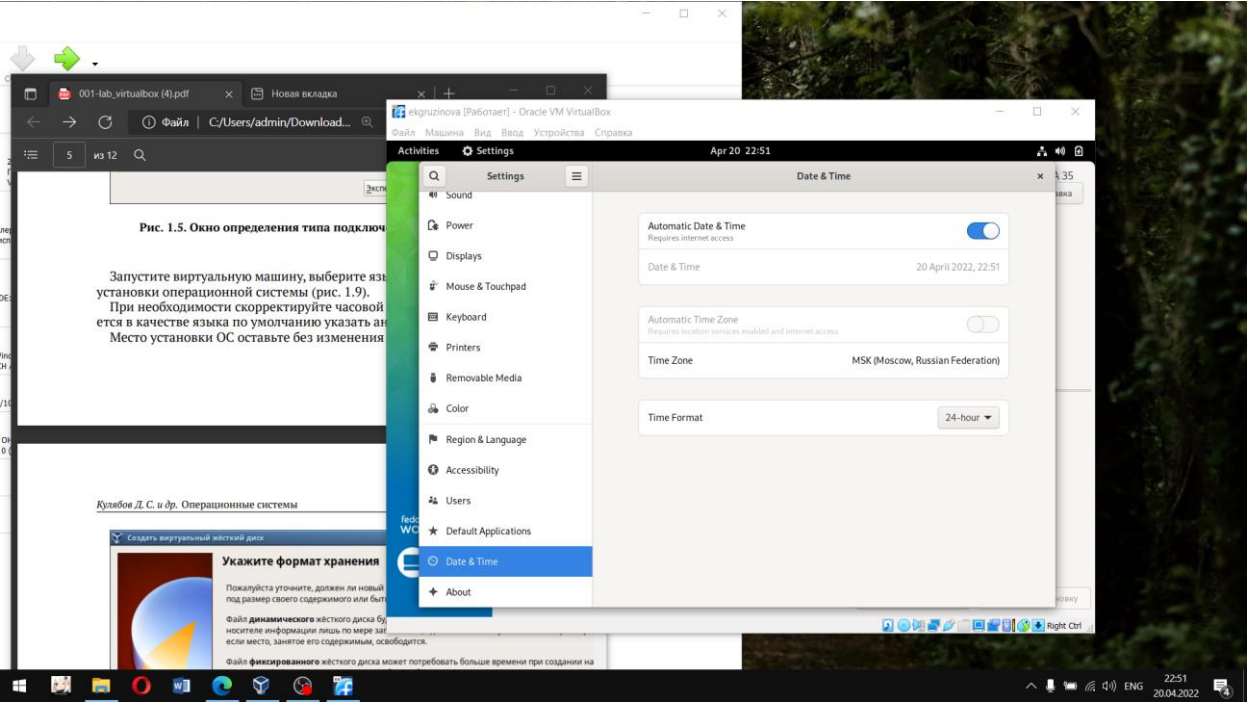 001-lab_virtualbox (4).pdf
Новая вкладка
Файл
C:/Users/admin/Download...
5 из 12
Рис. 1.5. Окно определения типа подключ
Запустите виртуальную машину, выберите язы
установки операционной системы (рис. 1.9).
При необходимости скорректируйте часовой
ется в качестве языка по умолчанию указать ан
Место установки ОС оставьте без изменения
Кулябов Д. С. и др. Операционные системы
Создать виртуальный жёсткий диск
Укажите формат хранения
Пожалуйста уточните, должен ли новый
под размер своего содержимого или быт
Файл динамического жёсткого диска бу
носителе информации лишь по мере зап
если место, занятое его содержимым, освободится.
Файл фиксированного жёсткого диска может потребовать больше времени при создании на
ekgruzinova [Работает] - Oracle VM VirtualBox
Файл Машина Вид Ввод Устройства Справка
Activities Settings Apr 20 22:51
Settings
Date & Time
Sound
Power
Displays
Mouse & Touchpad
Keyboard
Printers
Removable Media
Color
Region & Language
Accessibility
Users
Default Applications
Date & Time
About
Automatic Date & Time
Requires internet access
Date & Time 20 April 2022, 22:51
Automatic Time Zone
Requires location services enabled and internet access
Time Zone MSK (Moscow, Russian Federation)
Time Format 24-hour
Right Ctrl
ENG
22:51
20.04.2022
4